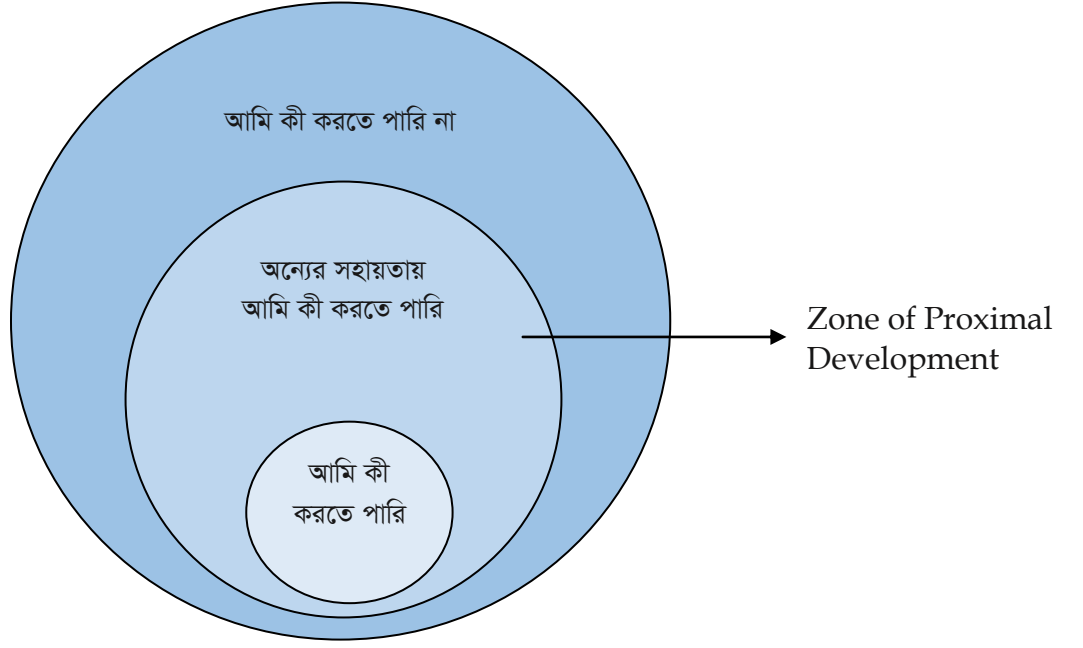 আমি কী করতে পারি না
অন্যের সহায়তায়
আমি কী করতে পারি
Zone of Proximal
Development
আমি কী
করতে পারি